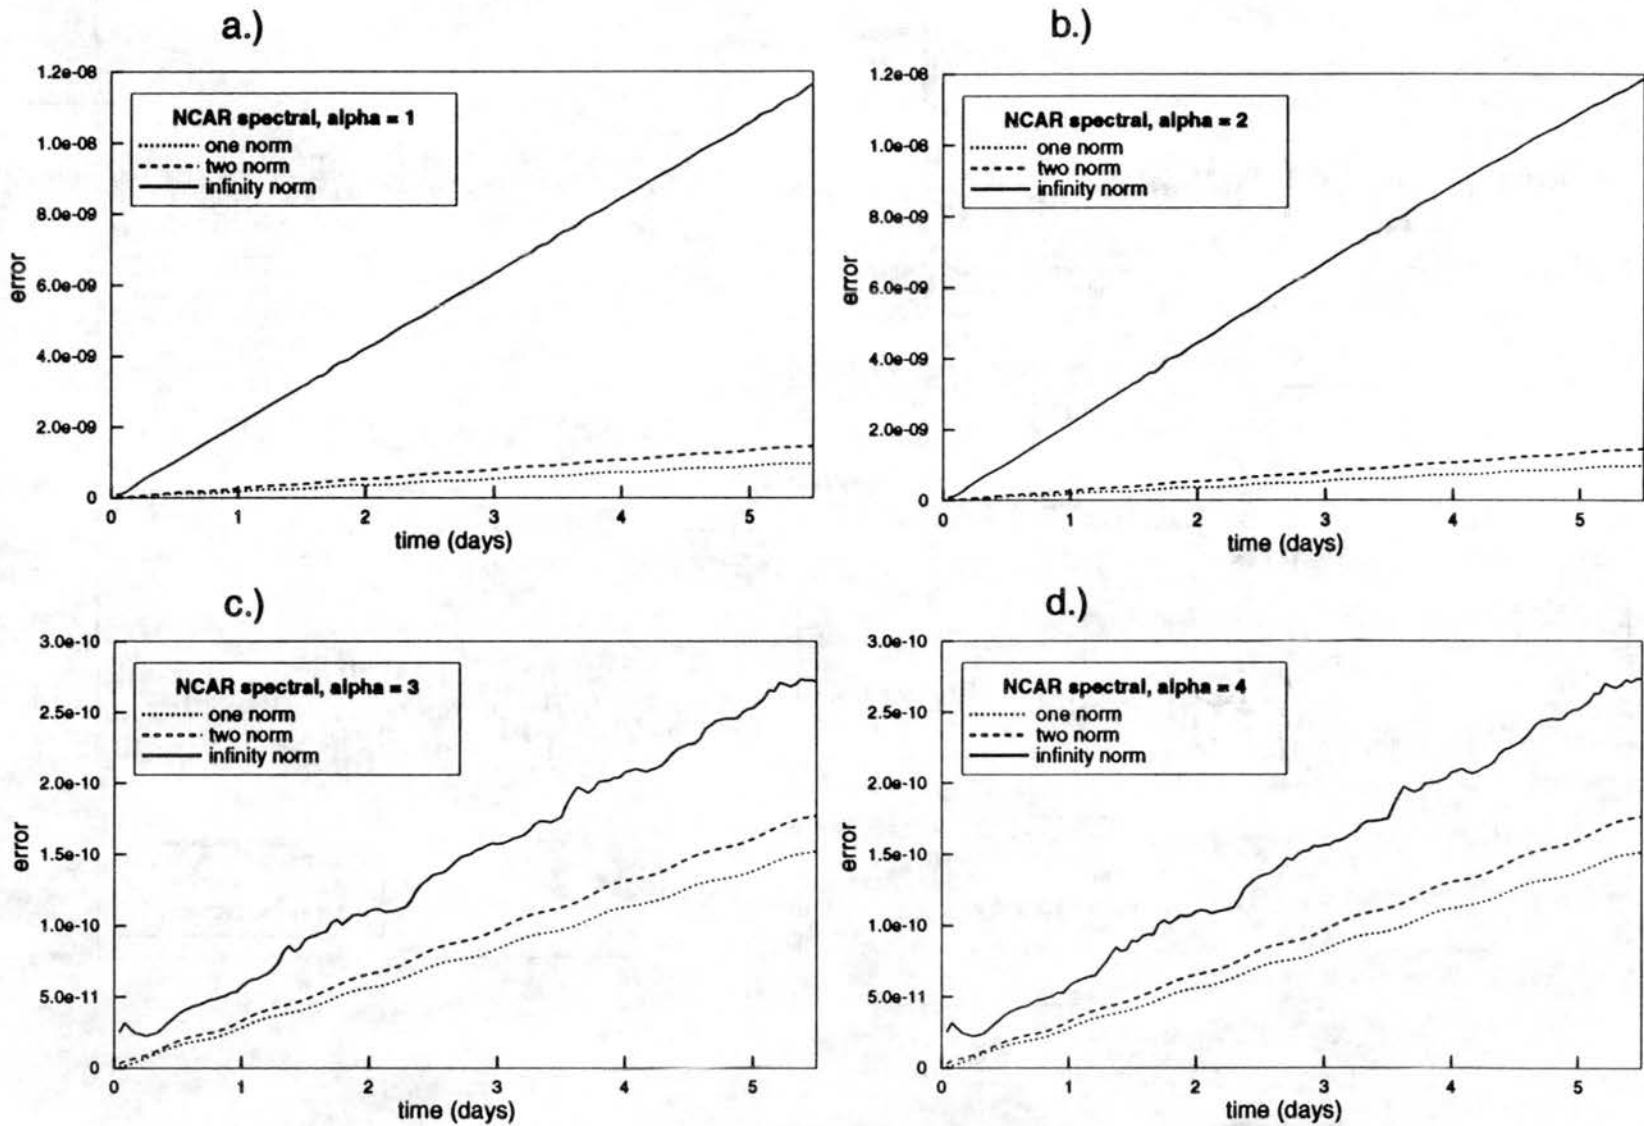 a.)
1.2e-08
1.0e-08
8.0e-09
6.0e-09
4.0e-09
2.0e-09
0
error
NCAR spectral, alpha = 1
one norm
two norm
infinity norm
0 1 2 3 4 5
time (days)
b.)
1.2e-08
1.0e-08
8.0e-09
6.0e-09
4.0e-09
2.0e-09
0
error
NCAR spectral, alpha = 2
one norm
two norm
infinity norm
0 1 2 3 4 5
time (days)
c.)
3.0e-10
2.5e-10
2.0e-10
1.5e-10
1.0e-10
5.0e-11
0
error
NCAR spectral, alpha = 3
one norm
two norm
infinity norm
0 1 2 3 4 5
time (days)
d.)
3.0e-10
2.5e-10
2.0e-10
1.5e-10
1.0e-10
5.0e-11
0
error
NCAR spectral, alpha = 4
one norm
two norm
infinity norm
0 1 2 3 4 5
time (days)